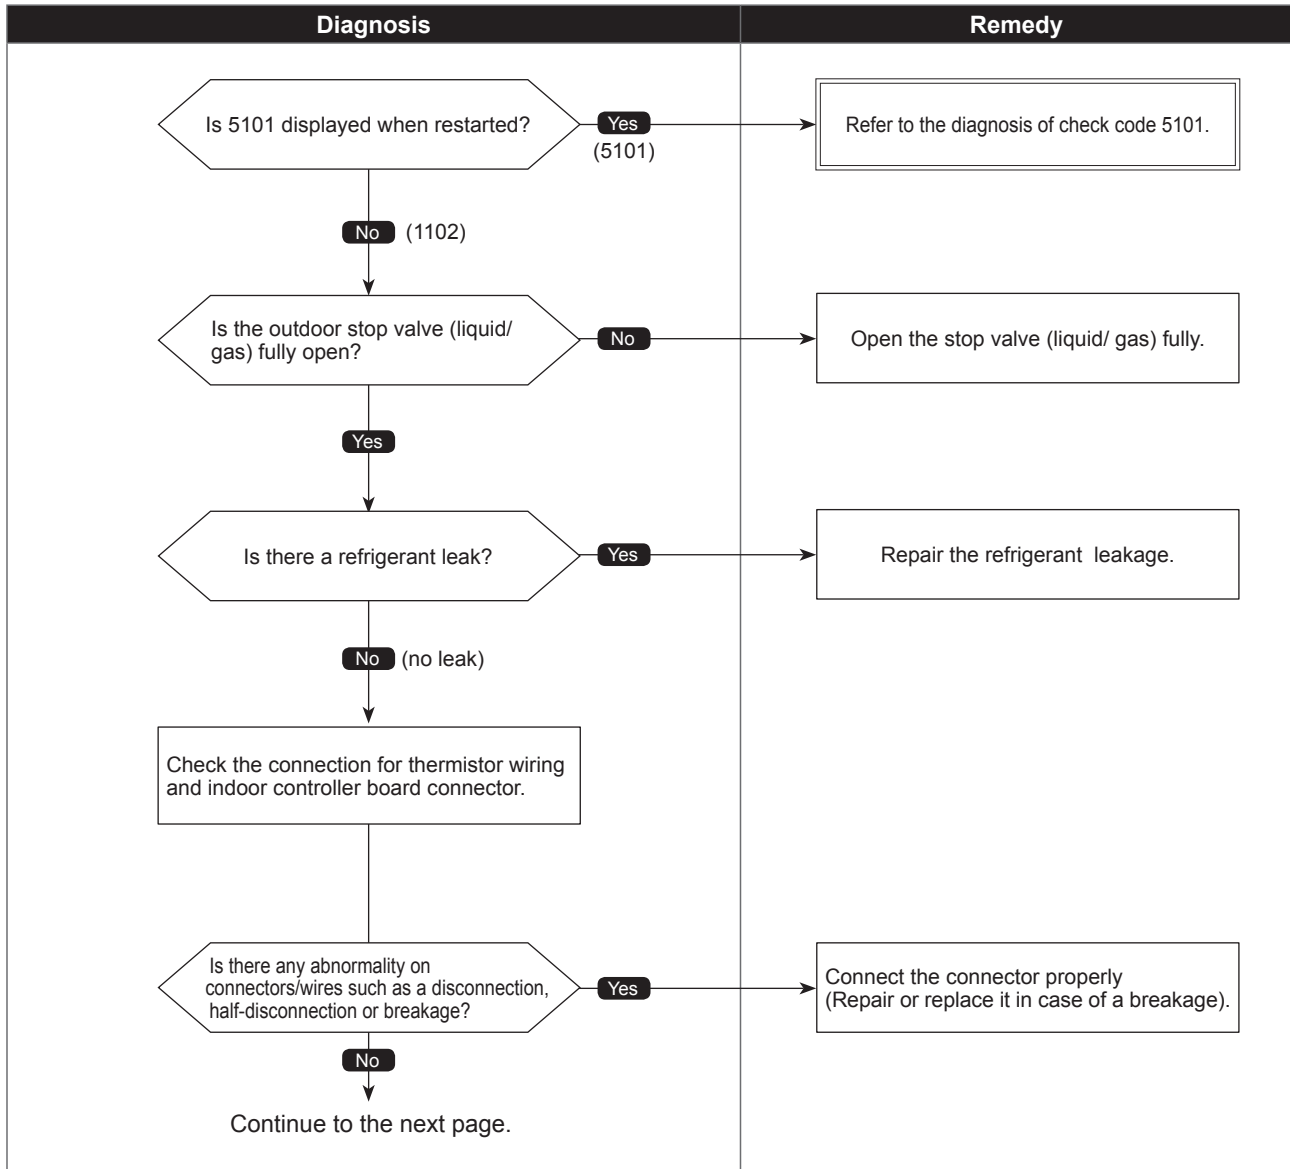 Diagnosis
Remedy
Is 5101 displayed when restarted?
Yes
(5101)
Refer to the diagnosis of check code 5101.
No (1102)
Is the outdoor stop valve (liquid/
gas) fully open?
No
Open the stop valve (liquid/ gas) fully.
Yes
Is there a refrigerant leak?
Yes
Repair the refrigerant leakage.
No (no leak)
Check the connection for thermistor wiring
and indoor controller board connector.
Is there any abnormality on
connectors/wires such as a disconnection,
half-disconnection or breakage?
Yes
Connect the connector properly
(Repair or replace it in case of a breakage).
No
Continue to the next page.